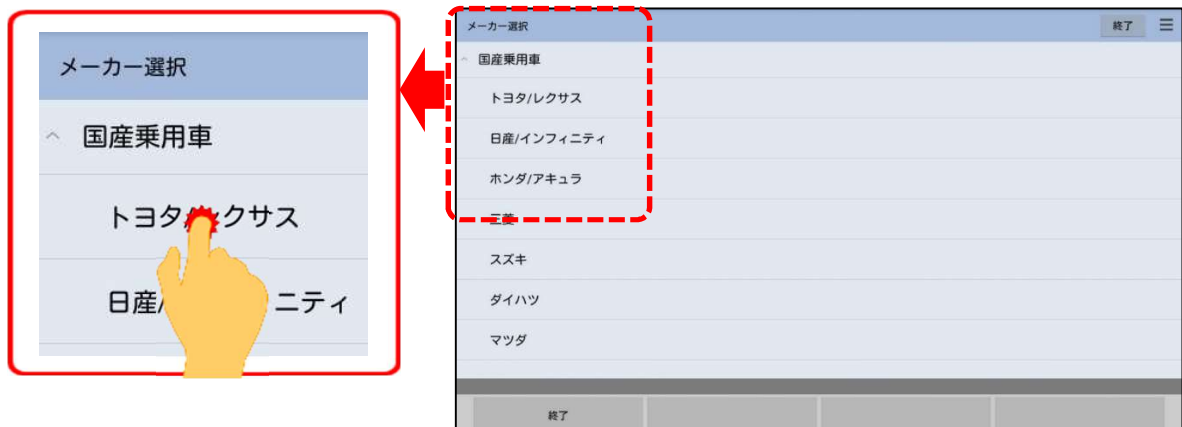 メーカー選択
国産乗用車
トヨタ/レクサス
日産/ ニティ
メーカー選択 終了
国産乗用車
トヨタ/レクサス
日産/インフィニティ
ホンダ/アキュラ
三菱
スズキ
ダイハツ
マツダ
終了